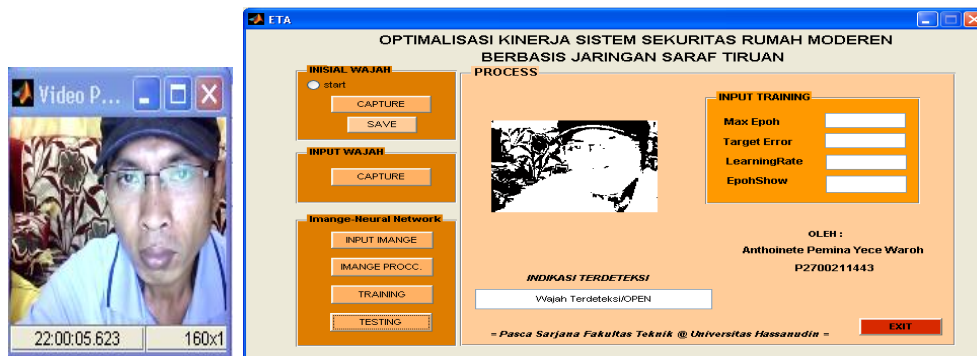 Video P...
22:00:05.623
160x1
ETA
OPTIMALISASI KINERJA SISTEM SEKURITAS RUMAH MODEREN
BERBASIS JARINGAN SARAF TIRUAN
INISIAL WAJAH
start
CAPTURE
SAVE
INPUT WAJAH
CAPTURE
Imange-Neural Network
INPUT IMANGE
IMANGE PROCC.
TRAINING
TESTING
PROCESS
INPUT TRAINING
Max Epoh
Target Error
LearningRate
EpohShow
OLEH :
Anthoinete Pemina Yece Waroh
P2700211443
INDIKASI TERDETEKSI
Wajah Terdeteksi/OPEN
= Pasca Sarjana Fakultas Teknik @ Universitas Hassanudin =
EXIT